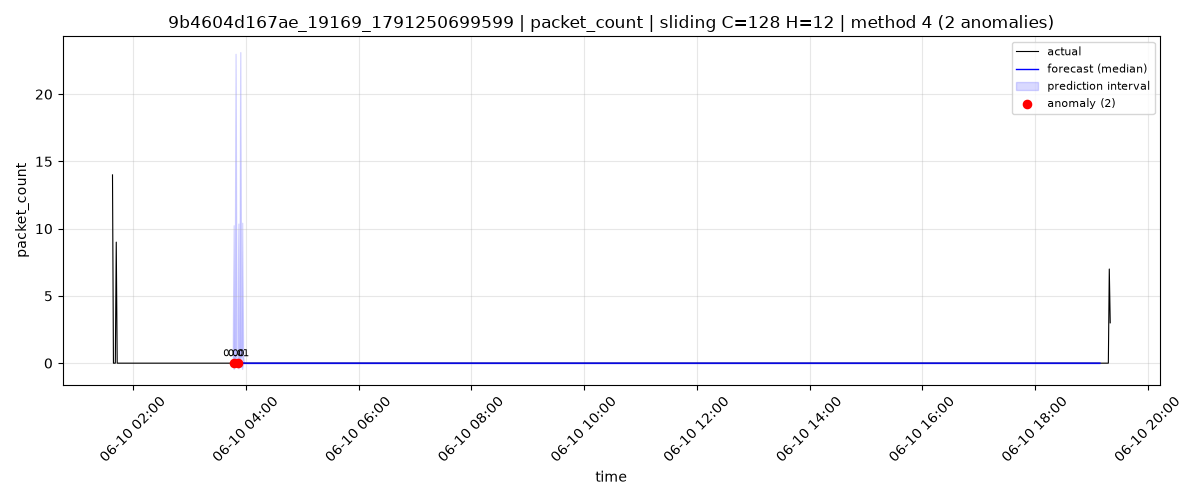 9b4604d167ae_19169_1791250699599 | packet_count | sliding C=128 H=12 | method 4 (2 anomalies)
actual
forecast (median)
prediction interval
anomaly (2)
packet_count
20
15
10
5
0
06-10 02:00
06-10 04:00
06-10 06:00
06-10 08:00
06-10 10:00
06-10 12:00
06-10 14:00
06-10 16:00
06-10 18:00
06-10 20:00
time